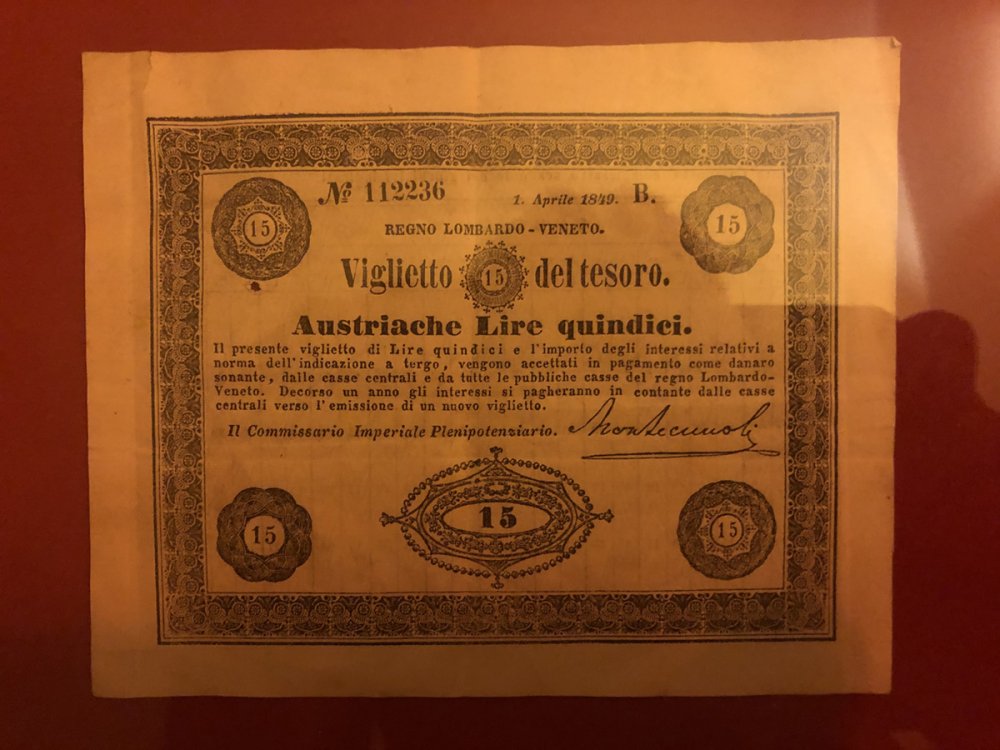 15
№ 112236
1. Aprile 1849. B.
15
REGNO LOMBARDO-VENETO.
Viglietto 15 del tesoro.
Austriache Lire quindici.
Il presente viglietto di Lire quindici e l'importo degli interessi relativi a
norma dell'indicazione a tergo, vengono accettati in pagamento come danaro
sonante, dalle casse centrali e da tutte le pubbliche casse del regno Lombardo-
Veneto. Decorso un anno gli interessi si pagheranno in contante dalle casse
centrali verso l'emissione di un nuovo viglietto.
Il Commissario Imperiale Plenipotenziario. Montecuccoli
15
15
15